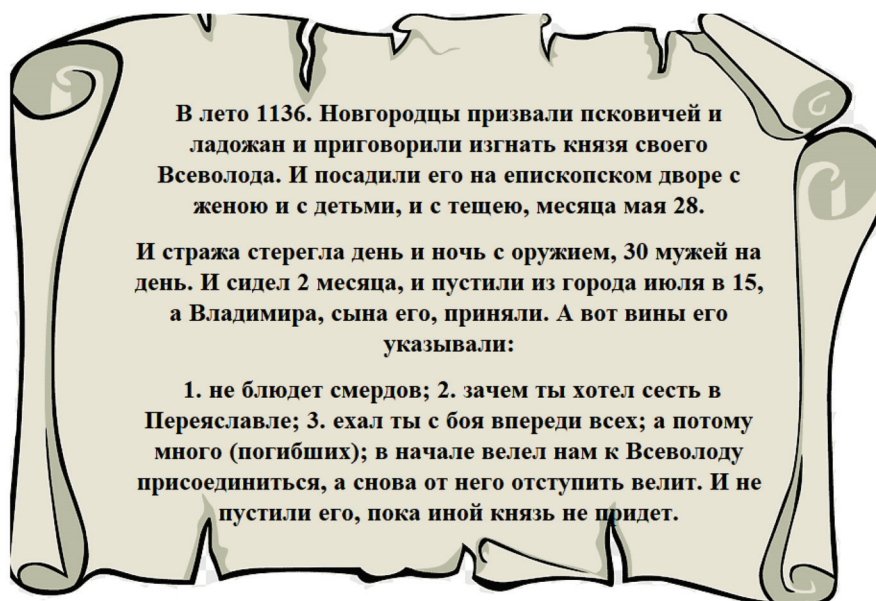 В лето 1136. Новгородцы призвали псковичей и
ладожан и приговорили изгнать князя своего
Всеволода. И посадили его на епископском дворе с
женою и с детьми, и с тещею, месяца мая 28.
И стража стерегла день и ночь с оружием, 30 мужей на
день. И сидел 2 месяца, и пустили из города июля в 15,
а Владимира, сына его, приняли. А вот вины его
указывали:
1. не блюдет смердов; 2. зачем ты хотел сесть в
Переяславле; 3. ехал ты с боя впереди всех; а потому
много (погибших); в начале велел нам к Всеволоду
присоединиться, а снова от него отступить велит. И не
пустили его, пока иной князь не придет.